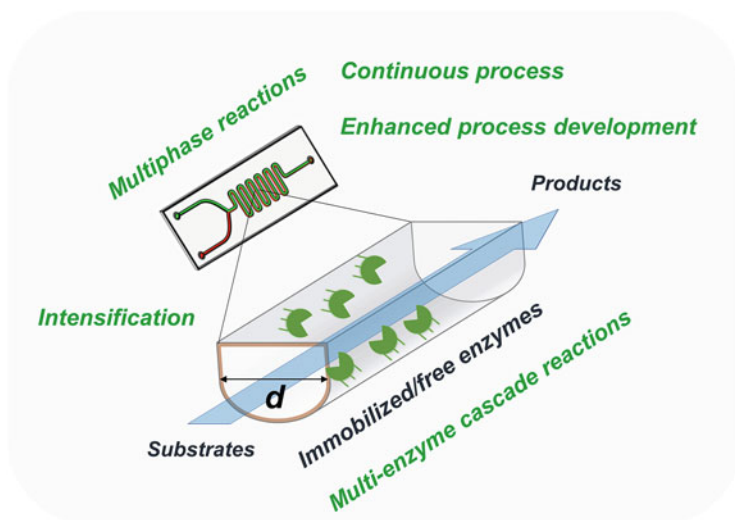 Continuous process
Multiphase reactions
Enhanced process development
Products
Intensification
d
Immobilized/free enzymes
Substrates
Multi-enzyme cascade reactions